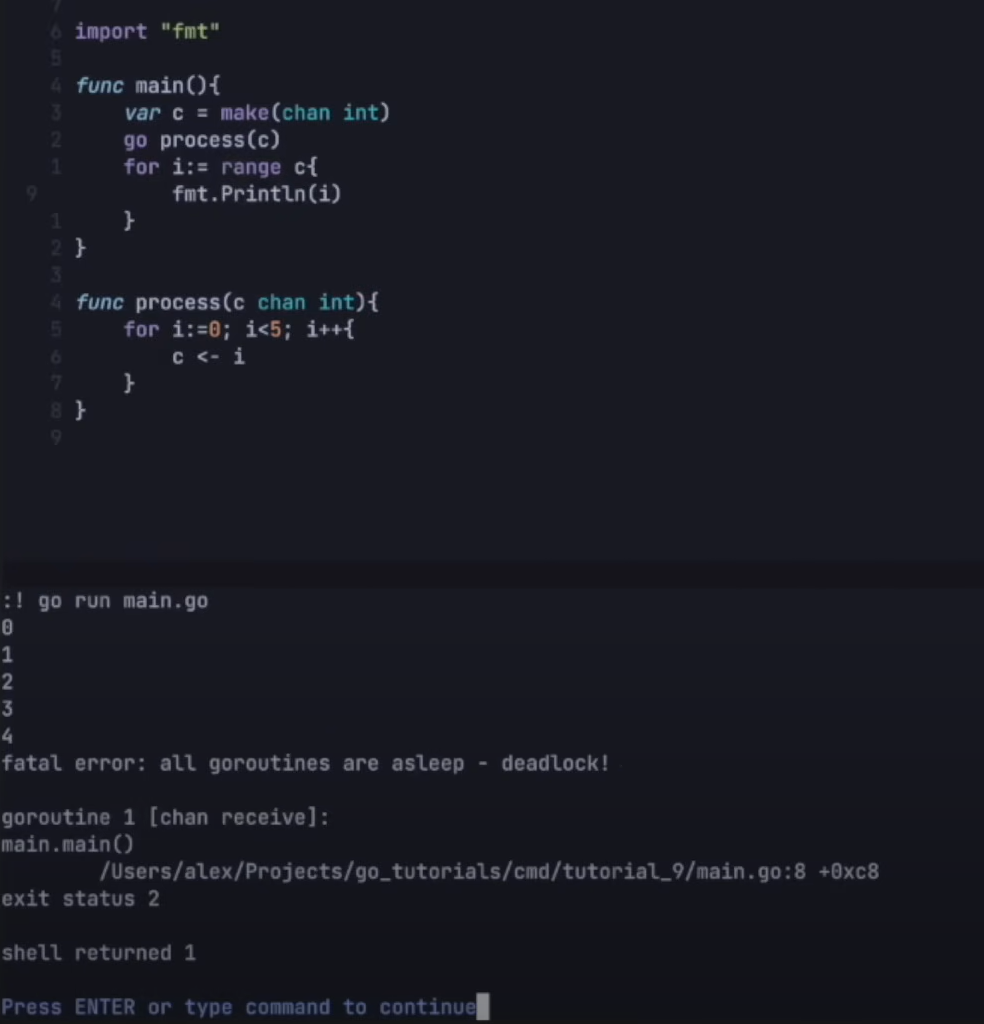 7
6 import "fmt"
5
4 func main(){
3 var c = make(chan int)
2 go process(c)
1 for i:= range c{
9 fmt.Println(i)
1 }
2 }
3
4 func process(c chan int){
5 for i:=0; i<5; i++{
6 c <- i
7 }
8 }
9
:! go run main.go
0
1
2
3
4
fatal error: all goroutines are asleep - deadlock!
goroutine 1 [chan receive]:
main.main()
/Users/alex/Projects/go_tutorials/cmd/tutorial_9/main.go:8 +0xc8
exit status 2
shell returned 1
Press ENTER or type command to continue